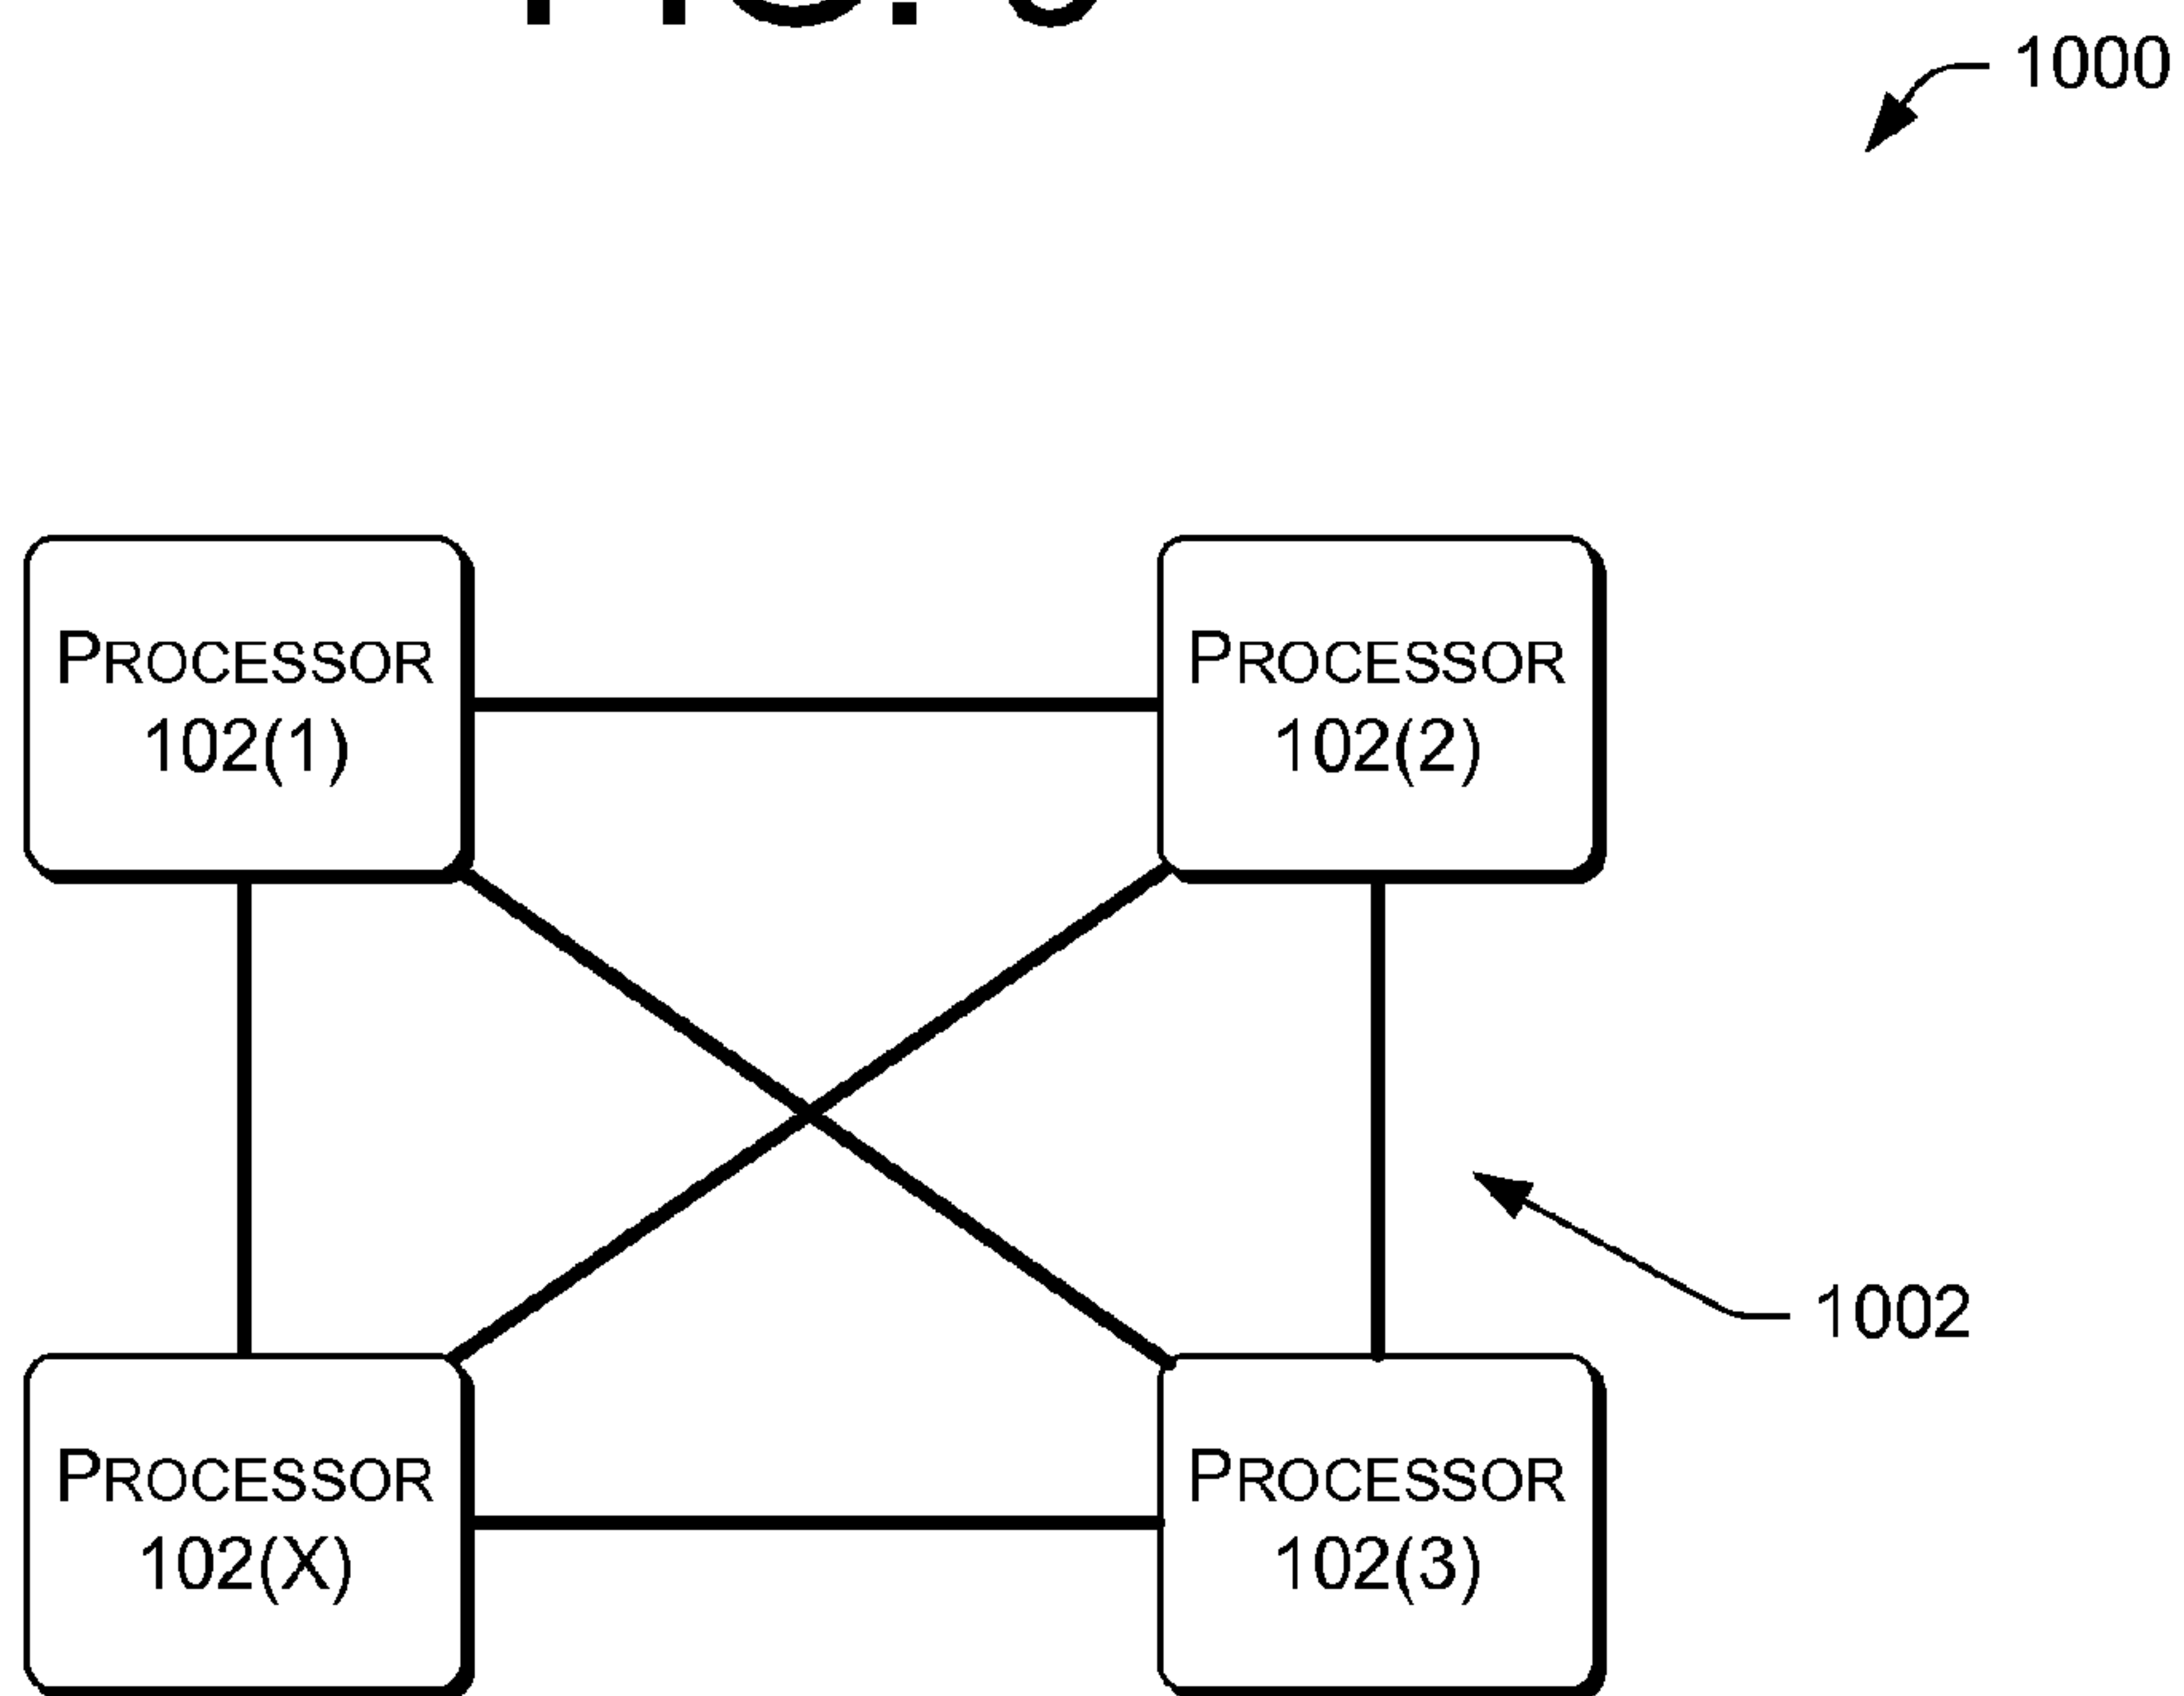 1000
PROCESSOR
102(1)
PROCESSOR
102(2)
1002
PROCESSOR
102(X)
PROCESSOR
102(3)